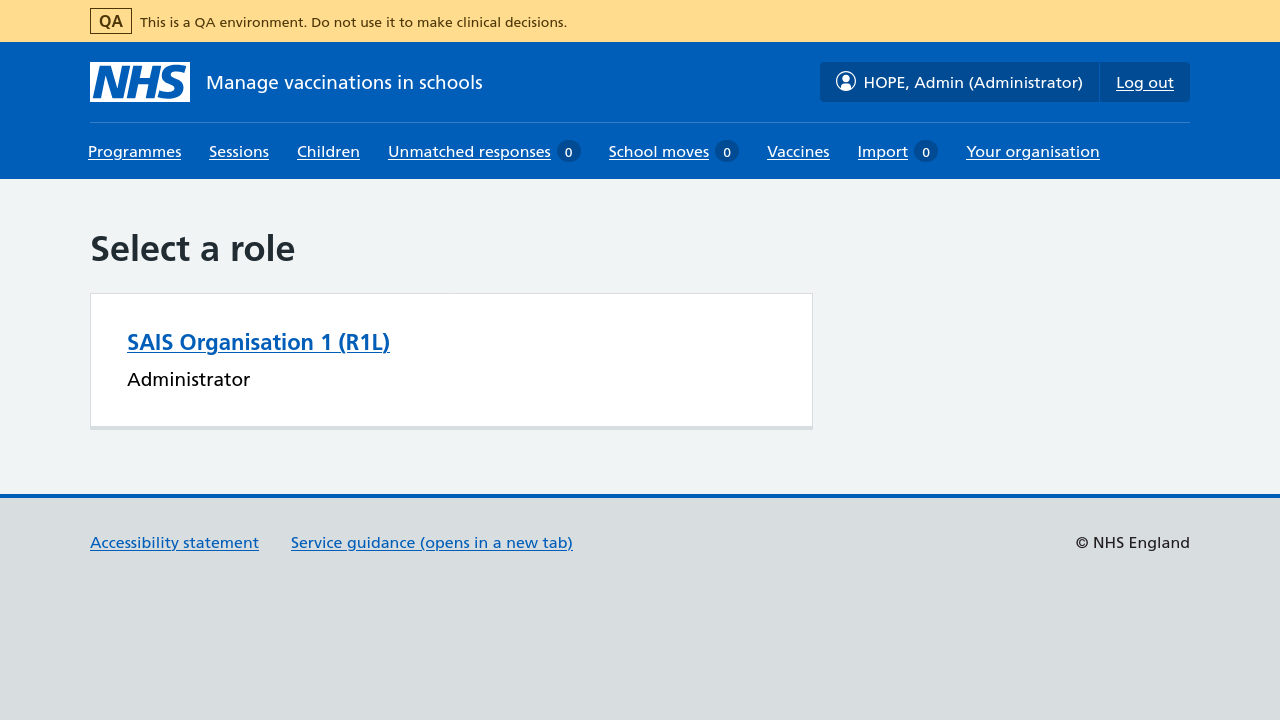 QA This is a QA environment. Do not use it to make clinical decisions.
NHS Manage vaccinations in schools HOPE, Admin (Administrator) Log out
Programmes Sessions Children Unmatched responses 0 School moves 0 Vaccines Import 0 Your organisation
Select a role
SAIS Organisation 1 (R1L)
Administrator
Accessibility statement Service guidance (opens in a new tab) © NHS England